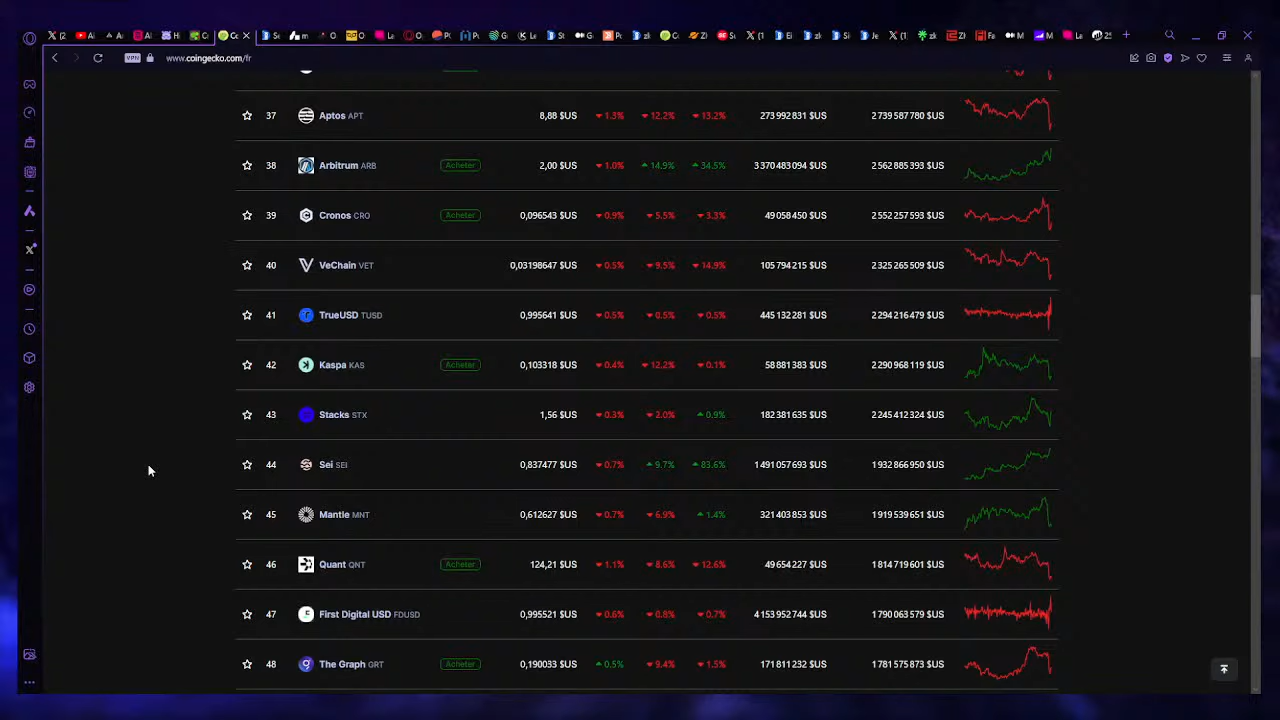 VPN www.coingecko.com/fr
37 Aptos APT 8,88 $US 1.3% 12.2% 13.2% 273 992 831 $US 2 739 587 780 $US
38 Arbitrum ARB Acheter 2,00 $US 1.0% 14.9% 34.5% 3 370 483 094 $US 2 562 885 393 $US
39 Cronos CRO Acheter 0,096543 $US 0.9% 5.5% 3.3% 49 058 450 $US 2 552 257 593 $US
40 VeChain VET 0,03198647 $US 0.5% 9.5% 14.9% 105 794 215 $US 2 325 265 509 $US
41 TrueUSD TUSD 0,995641 $US 0.5% 0.5% 0.5% 445 132 281 $US 2 294 216 479 $US
42 Kaspa KAS Acheter 0,103318 $US 0.4% 12.2% 0.1% 58 881 383 $US 2 290 968 119 $US
43 Stacks STX 1,56 $US 0.3% 2.0% 0.9% 182 381 635 $US 2 245 412 324 $US
44 Sei SEI 0,837477 $US 0.7% 9.7% 83.6% 1 491 057 693 $US 1 932 866 950 $US
45 Mantle MNT 0,612627 $US 0.7% 6.9% 1.4% 321 403 853 $US 1 919 539 651 $US
46 Quant QNT Acheter 124,21 $US 1.1% 8.6% 12.6% 49 654 227 $US 1 814 719 601 $US
47 First Digital USD FDUSD 0,995521 $US 0.6% 0.8% 0.7% 4 153 952 744 $US 1 790 063 579 $US
48 The Graph GRT Acheter 0,190033 $US 0.5% 9.4% 1.5% 171 811 232 $US 1 781 575 873 $US